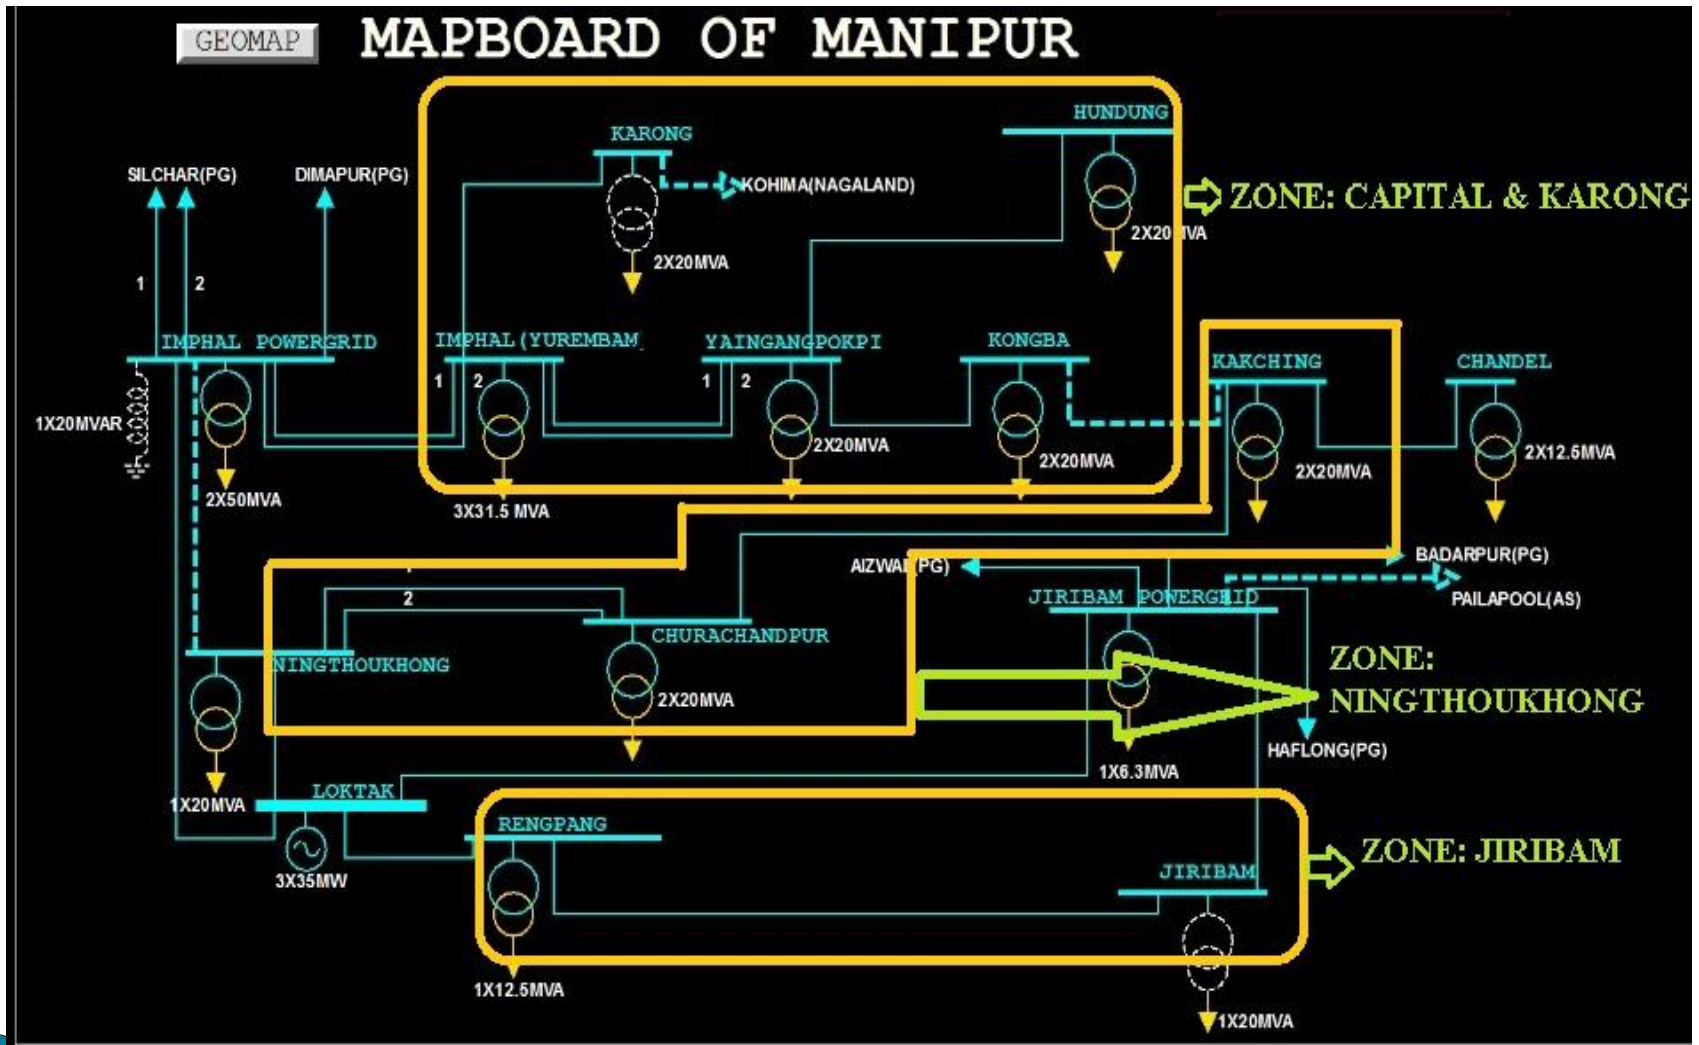 GEOMAP
MAPBOARD OF MANIPUR
HUNDUNG
KARONG
SILCHAR(PG)
DIMAPUR(PG)
KOHIMA(NAGALAND)
ZONE: CAPITAL & KARONG
2X20MVA
2X20MVA
1
2
IMPHAL POWERGRID
IMPHAL(YUREMBAM
YAINGANGPOKPI
KONGBA
KAKCHING
CHANDEL
1
2
1
2
1X20MVAR
2X20MVA
2X20MVA
2X20MVA
2X12.5MVA
2X50MVA
3X31.5 MVA
AIZWAL(PG)
BADARPUR(PG)
2
JIRIBAM POWERGRID
PAILAPOOL(AS)
CHURACHANDPUR
NINGTHOUKHONG
ZONE:
NINGTHOUKHONG
2X20MVA
HAFLONG(PG)
1X6.3MVA
1X20MVA
LOKTAK
RENGPANG
ZONE: JIRIBAM
3X35MW
JIRIBAM
1X12.5MVA
1X20MVA